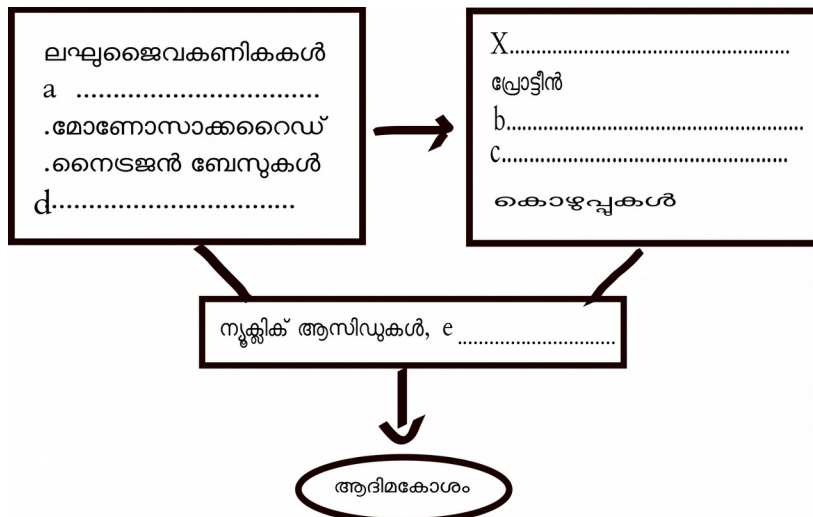 ലഘുജൈവകണികകൾ
a .................................
.മോണോസാക്കറൈഡ്
.നൈട്രജൻ ബേസുകൾ
d.................................
X.......................................
പ്രോട്ടീൻ
b.........................................
c.......................................
കൊഴുപ്പുകൾ
ന്യൂക്ലിക് ആസിഡുകൾ, e ......................
ആദിമകോശം